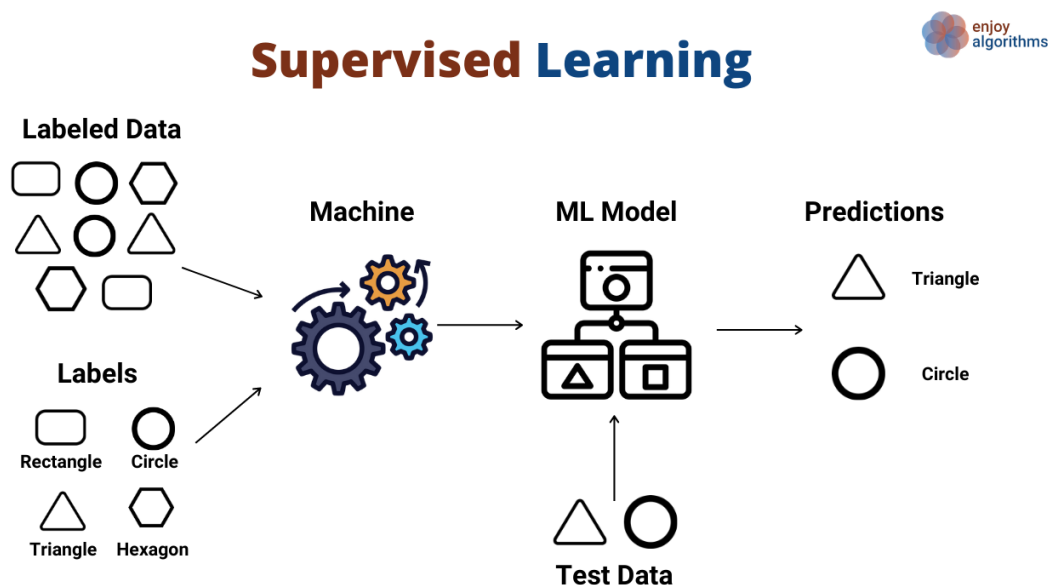 enjoy
algorithms
Supervised Learning
Labeled Data
Machine
ML Model
Predictions
Triangle
Circle
Labels
Rectangle
Circle
Triangle
Hexagon
Test Data